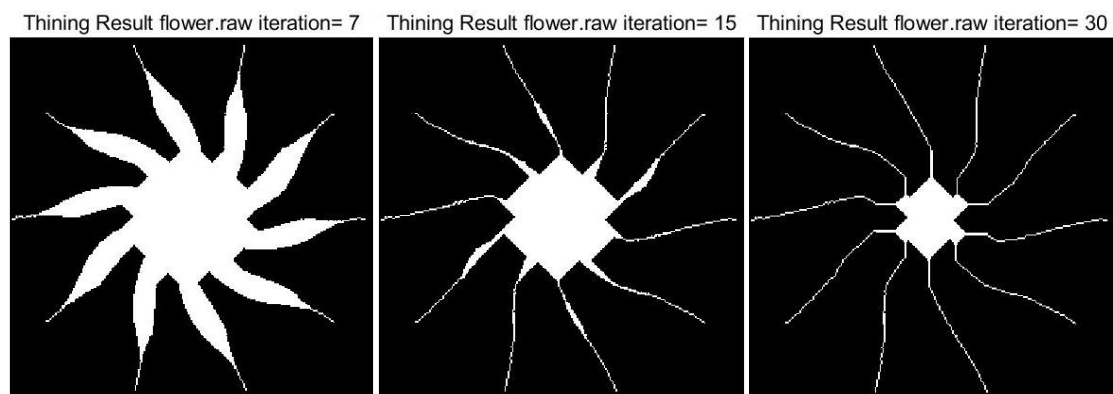 Thining Result flower.raw iteration= 7
Thining Result flower.raw iteration= 15
Thining Result flower.raw iteration= 30